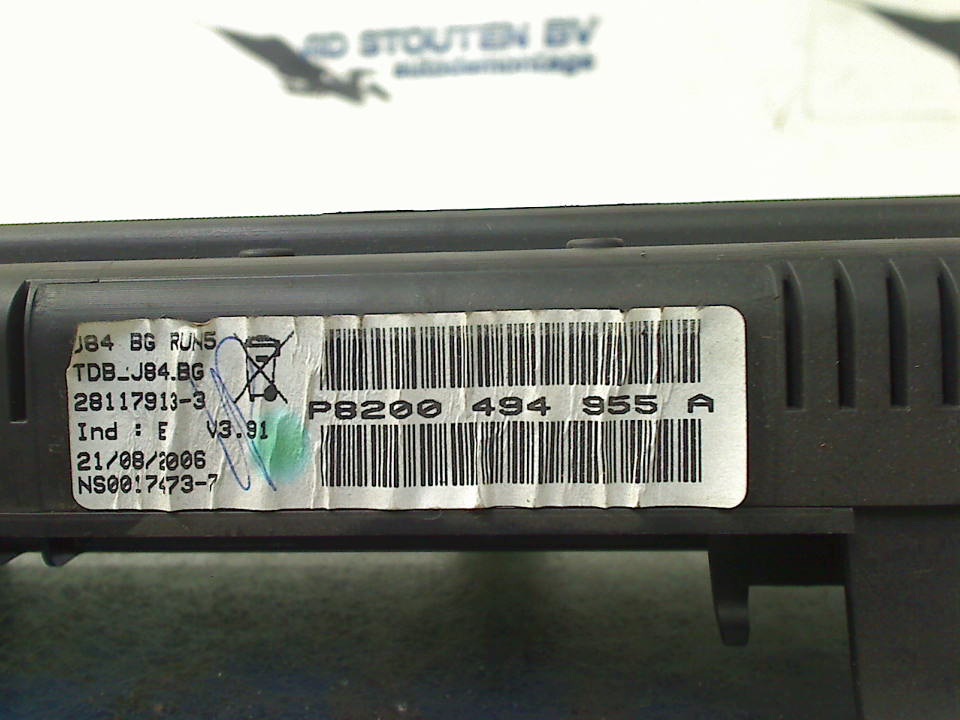 STOUTEN BV
autodemontage
J84 BG RUN5
TDB_J84.BG
28117913-3
Ind : E V3.91
21/08/2006
NS0017473-7
P8200 494 955 A